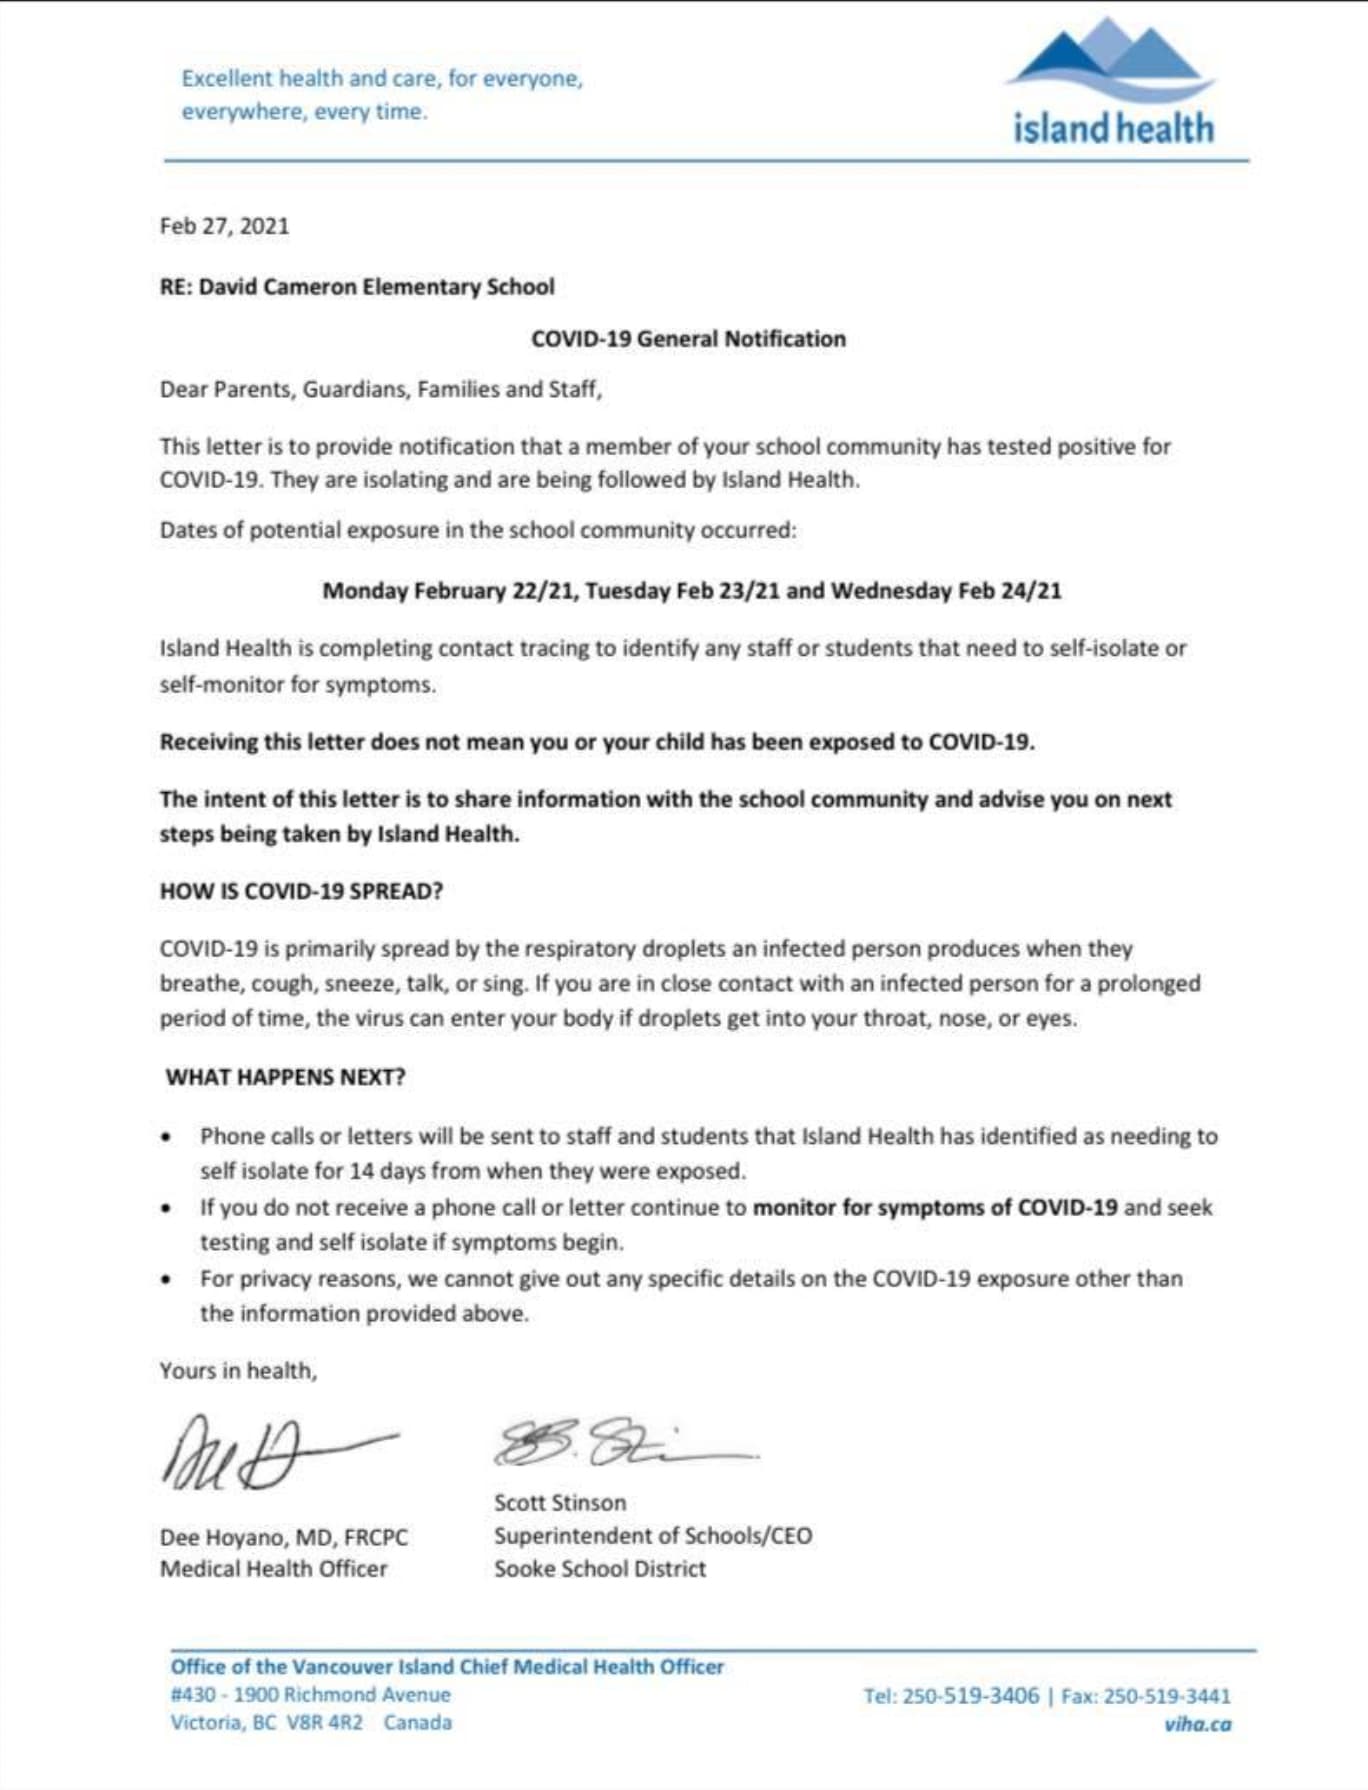 Excellent health and care, for everyone,
everywhere, every time.
island health
Feb 27, 2021
RE: David Cameron Elementary School
COVID-19 General Notification
Dear Parents, Guardians, Families and Staff,
This letter is to provide notification that a member of your school community has tested positive for
COVID-19. They are isolating and are being followed by Island Health.
Dates of potential exposure in the school community occurred:
Monday February 22/21, Tuesday Feb 23/21 and Wednesday Feb 24/21
Island Health is completing contact tracing to identify any staff or students that need to self-isolate or
self-monitor for symptoms.
Receiving this letter does not mean you or your child has been exposed to COVID-19.
The intent of this letter is to share information with the school community and advise you on next
steps being taken by Island Health.
HOW IS COVID-19 SPREAD?
COVID-19 is primarily spread by the respiratory droplets an infected person produces when they
breathe, cough, sneeze, talk, or sing. If you are in close contact with an infected person for a prolonged
period of time, the virus can enter your body if droplets get into your throat, nose, or eyes.
WHAT HAPPENS NEXT?
• Phone calls or letters will be sent to staff and students that Island Health has identified as needing to
self isolate for 14 days from when they were exposed.
• If you do not receive a phone call or letter continue to monitor for symptoms of COVID-19 and seek
testing and self isolate if symptoms begin.
• For privacy reasons, we cannot give out any specific details on the COVID-19 exposure other than
the information provided above.
Yours in health,
Dee Hoyano, MD, FRCPC
Medical Health Officer
Scott Stinson
Superintendent of Schools/CEO
Sooke School District
Office of the Vancouver Island Chief Medical Health Officer
#430 - 1900 Richmond Avenue
Victoria, BC V8R 4R2 Canada
Tel: 250-519-3406 | Fax: 250-519-3441
viha.ca